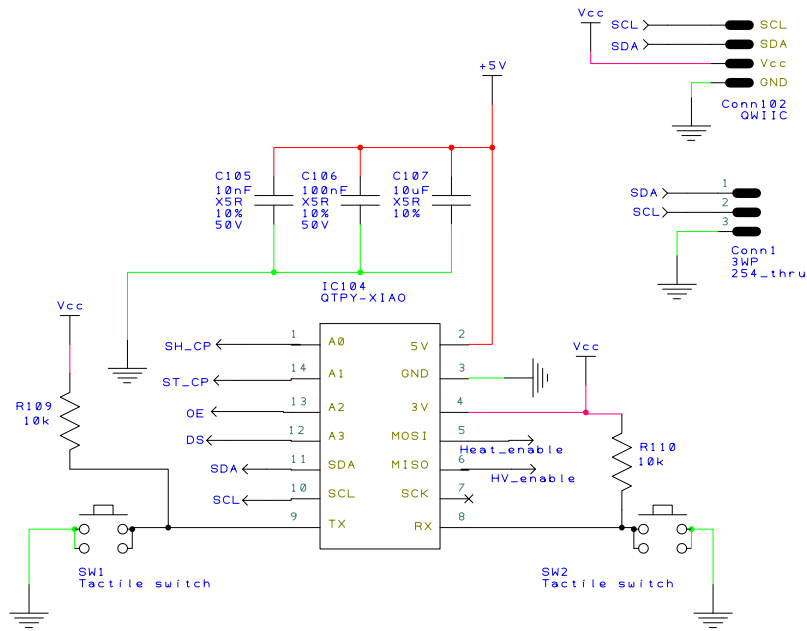 Vcc
SCL
SCL
SDA
SDA
Vcc
GND
Conn102
QWIIC
+5V
C105
10nF
X5R
10%
50V
C106
100nF
X5R
10%
50V
C107
10uF
X5R
10%
SDA
1
SCL
2
3
Conn1
3WP
254_thru
IC104
QTPY-XIAO
Vcc
R109
10k
SH_CP
1
A0
ST_CP
14
A1
OE
13
A2
DS
12
A3
SDA
11
SDA
SCL
10
SCL
9
TX
5V
2
GND
3
3V
4
MOSI
5
Heat_enable
MISO
6
HV_enable
SCK
7
RX
8
Vcc
R110
10k
SW1
Tactile switch
SW2
Tactile switch